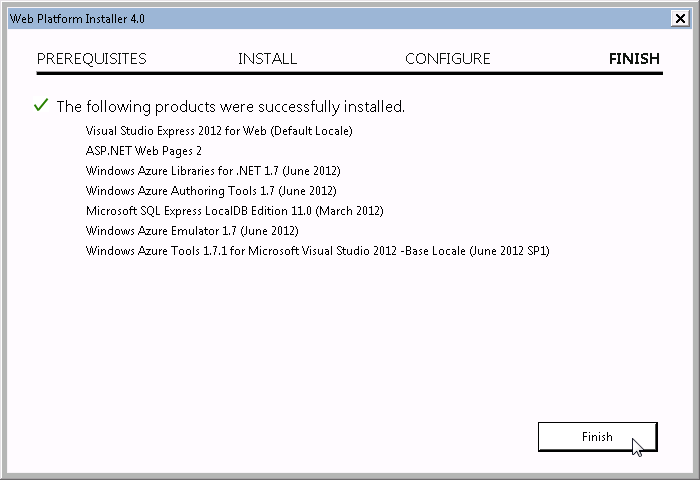 Web Platform Installer 4.0
PREREQUISITES INSTALL CONFIGURE FINISH
The following products were successfully installed.
Visual Studio Express 2012 for Web (Default Locale)
ASP.NET Web Pages 2
Windows Azure Libraries for .NET 1.7 (June 2012)
Windows Azure Authoring Tools 1.7 (June 2012)
Microsoft SQL Express LocalDB Edition 11.0 (March 2012)
Windows Azure Emulator 1.7 (June 2012)
Windows Azure Tools 1.7.1 for Microsoft Visual Studio 2012 -Base Locale (June 2012 SP1)
Finish